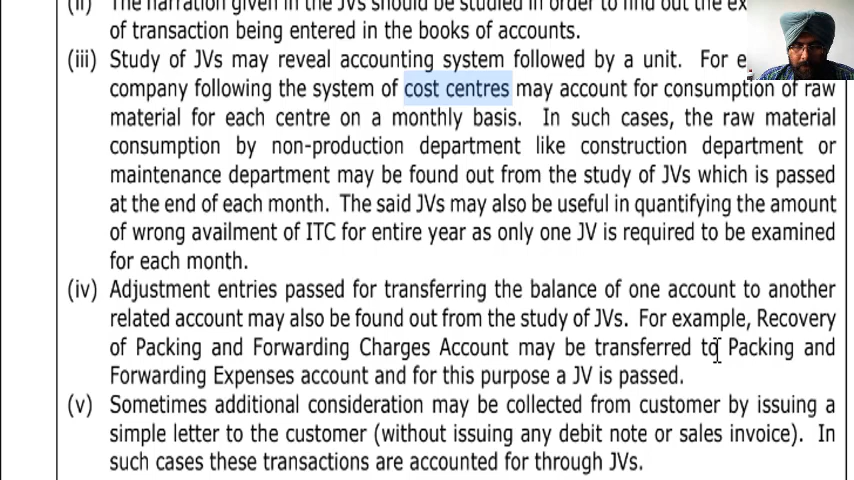 (ii) The narration given in the JVs should be studied in order to find out the
of transaction being entered in the books of accounts.
(iii) Study of JVs may reveal accounting system followed by a unit. For
company following the system of cost centres may account for consumption of raw
material for each centre on a monthly basis. In such cases, the raw material
consumption by non-production department like construction department or
maintenance department may be found out from the study of JVs which is passed
at the end of each month. The said JVs may also be useful in quantifying the amount
of wrong availment of ITC for entire year as only one JV is required to be examined
for each month.
(iv) Adjustment entries passed for transferring the balance of one account to another
related account may also be found out from the study of JVs. For example, Recovery
of Packing and Forwarding Charges Account may be transferred to Packing and
Forwarding Expenses account and for this purpose a JV is passed.
(v) Sometimes additional consideration may be collected from customer by issuing a
simple letter to the customer (without issuing any debit note or sales invoice). In
such cases these transactions are accounted for through JVs.